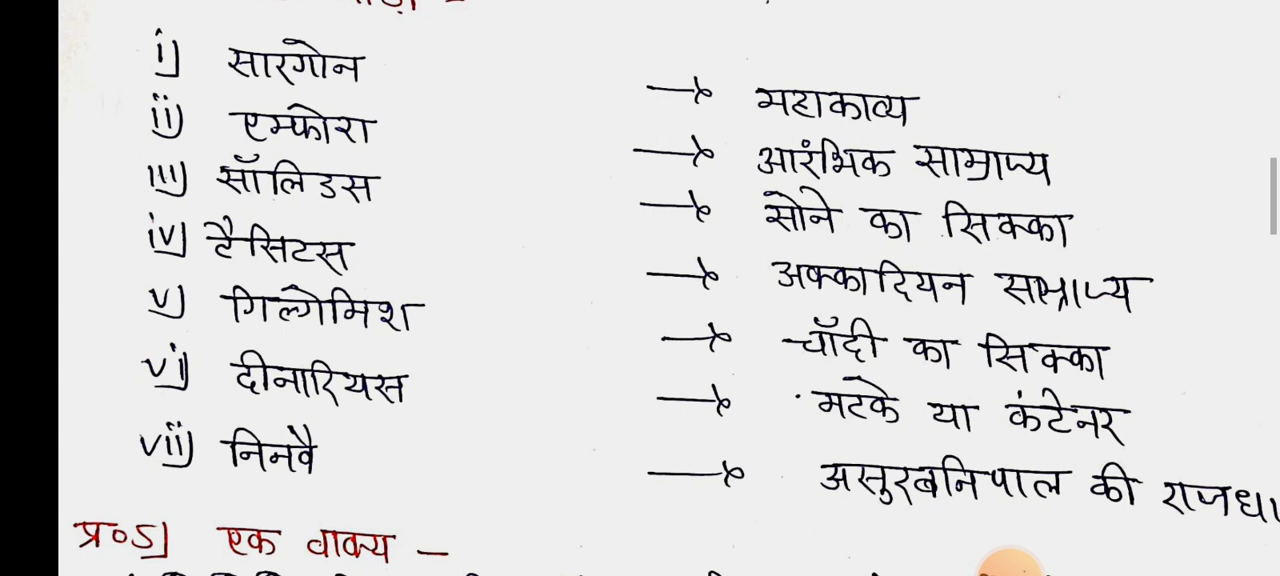 i) सारगोन → महाकाव्य
ii) एम्फोरा → आरंभिक साम्राज्य
iii) सॉलिडस → सोने का सिक्का
iv) टैसिटस → अक्कादियन साम्राज्य
v) गिल्गेमिश → चाँदी का सिक्का
vi) दीनारियस → मटके या कंटेनर
vii) निनवै → असुरबनिपाल की राजधा
प्र०5] एक वाक्य –